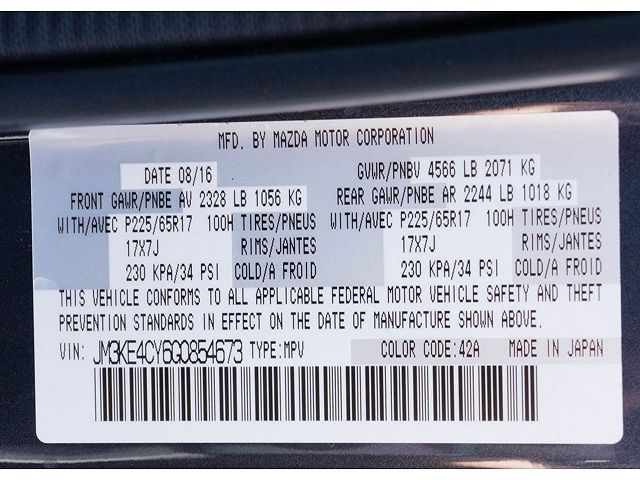 MFD. BY MAZDA MOTOR CORPORATION
DATE 08/16 GVWR/PNBV 4566 LB 2071 KG
FRONT GAWR/PNBE AV 2328 LB 1056 KG REAR GAWR/PNBE AR 2244 LB 1018 KG
WITH/AVEC P225/65R17 100H TIRES/PNEUS WITH/AVEC P225/65R17 100H TIRES/PNEUS
17X7J RIMS/JANTES 17X7J RIMS/JANTES
230 KPA/34 PSI COLD/A FROID 230 KPA/34 PSI COLD/A FROID
THIS VEHICLE CONFORMS TO ALL APPLICABLE FEDERAL MOTOR VEHICLE SAFETY AND THEFT
PREVENTION STANDARDS IN EFFECT ON THE DATE OF MANUFACTURE SHOWN ABOVE.
VIN: JM3KE4CY6G0854673 TYPE:MPV COLOR CODE:42A MADE IN JAPAN